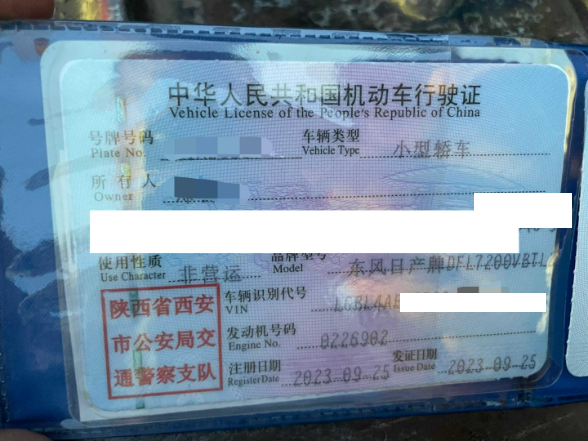 中华人民共和国机动车行驶证
Vehicle License of the People's Republic of China
号牌号码 车辆类型 小型轿车
Plate No. Vehicle Type
所有人
Owner
使用性质 非营运 品牌型号 东风日产牌DFL7200VBTL
Use Character Model
陕西省西安
市公安局交
通警察支队
车辆识别代号 LGBL4AE
VIN
发动机号码 0226902
Engine No.
注册日期 2023-09-25 发证日期 2023-09-25
Register Date Issue Date